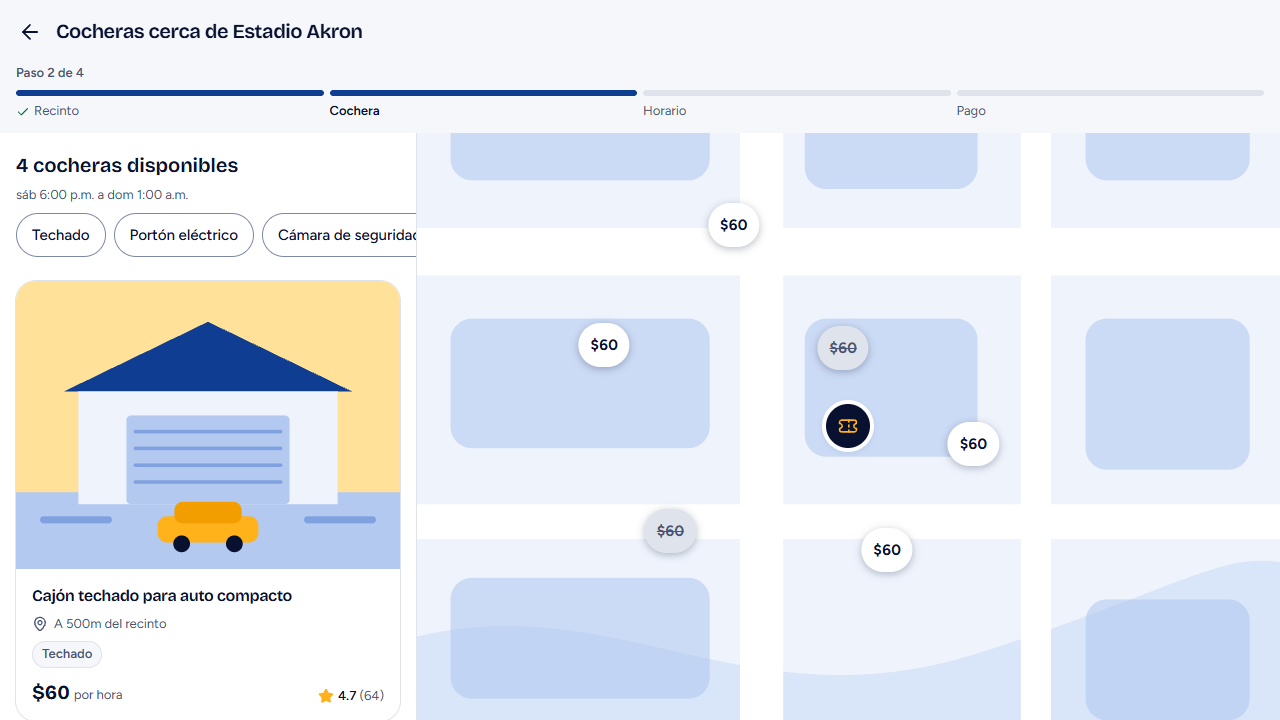 Cocheras cerca de Estadio Akron
Paso 2 de 4
Recinto
Cochera
Horario
Pago
4 cocheras disponibles
sáb 6:00 p.m. a dom 1:00 a.m.
Techado
Portón eléctrico
Cámara de seguridad
Cajón techado para auto compacto
A 500m del recinto
Techado
$60 por hora
4.7 (64)
$60
$60
$60
$60
$60
$60